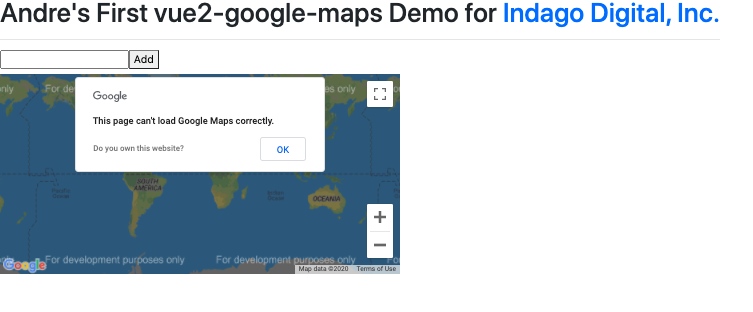 Andre's First vue2-google-maps Demo for Indago Digital, Inc.
Add
only For de only
Google
This page can't load Google Maps correctly.
Do you own this website?
OK
SOUTH
AMERICA
OCEANIA
For development purposes only For development purposes only
Google
Map data ©2020 Terms of Use